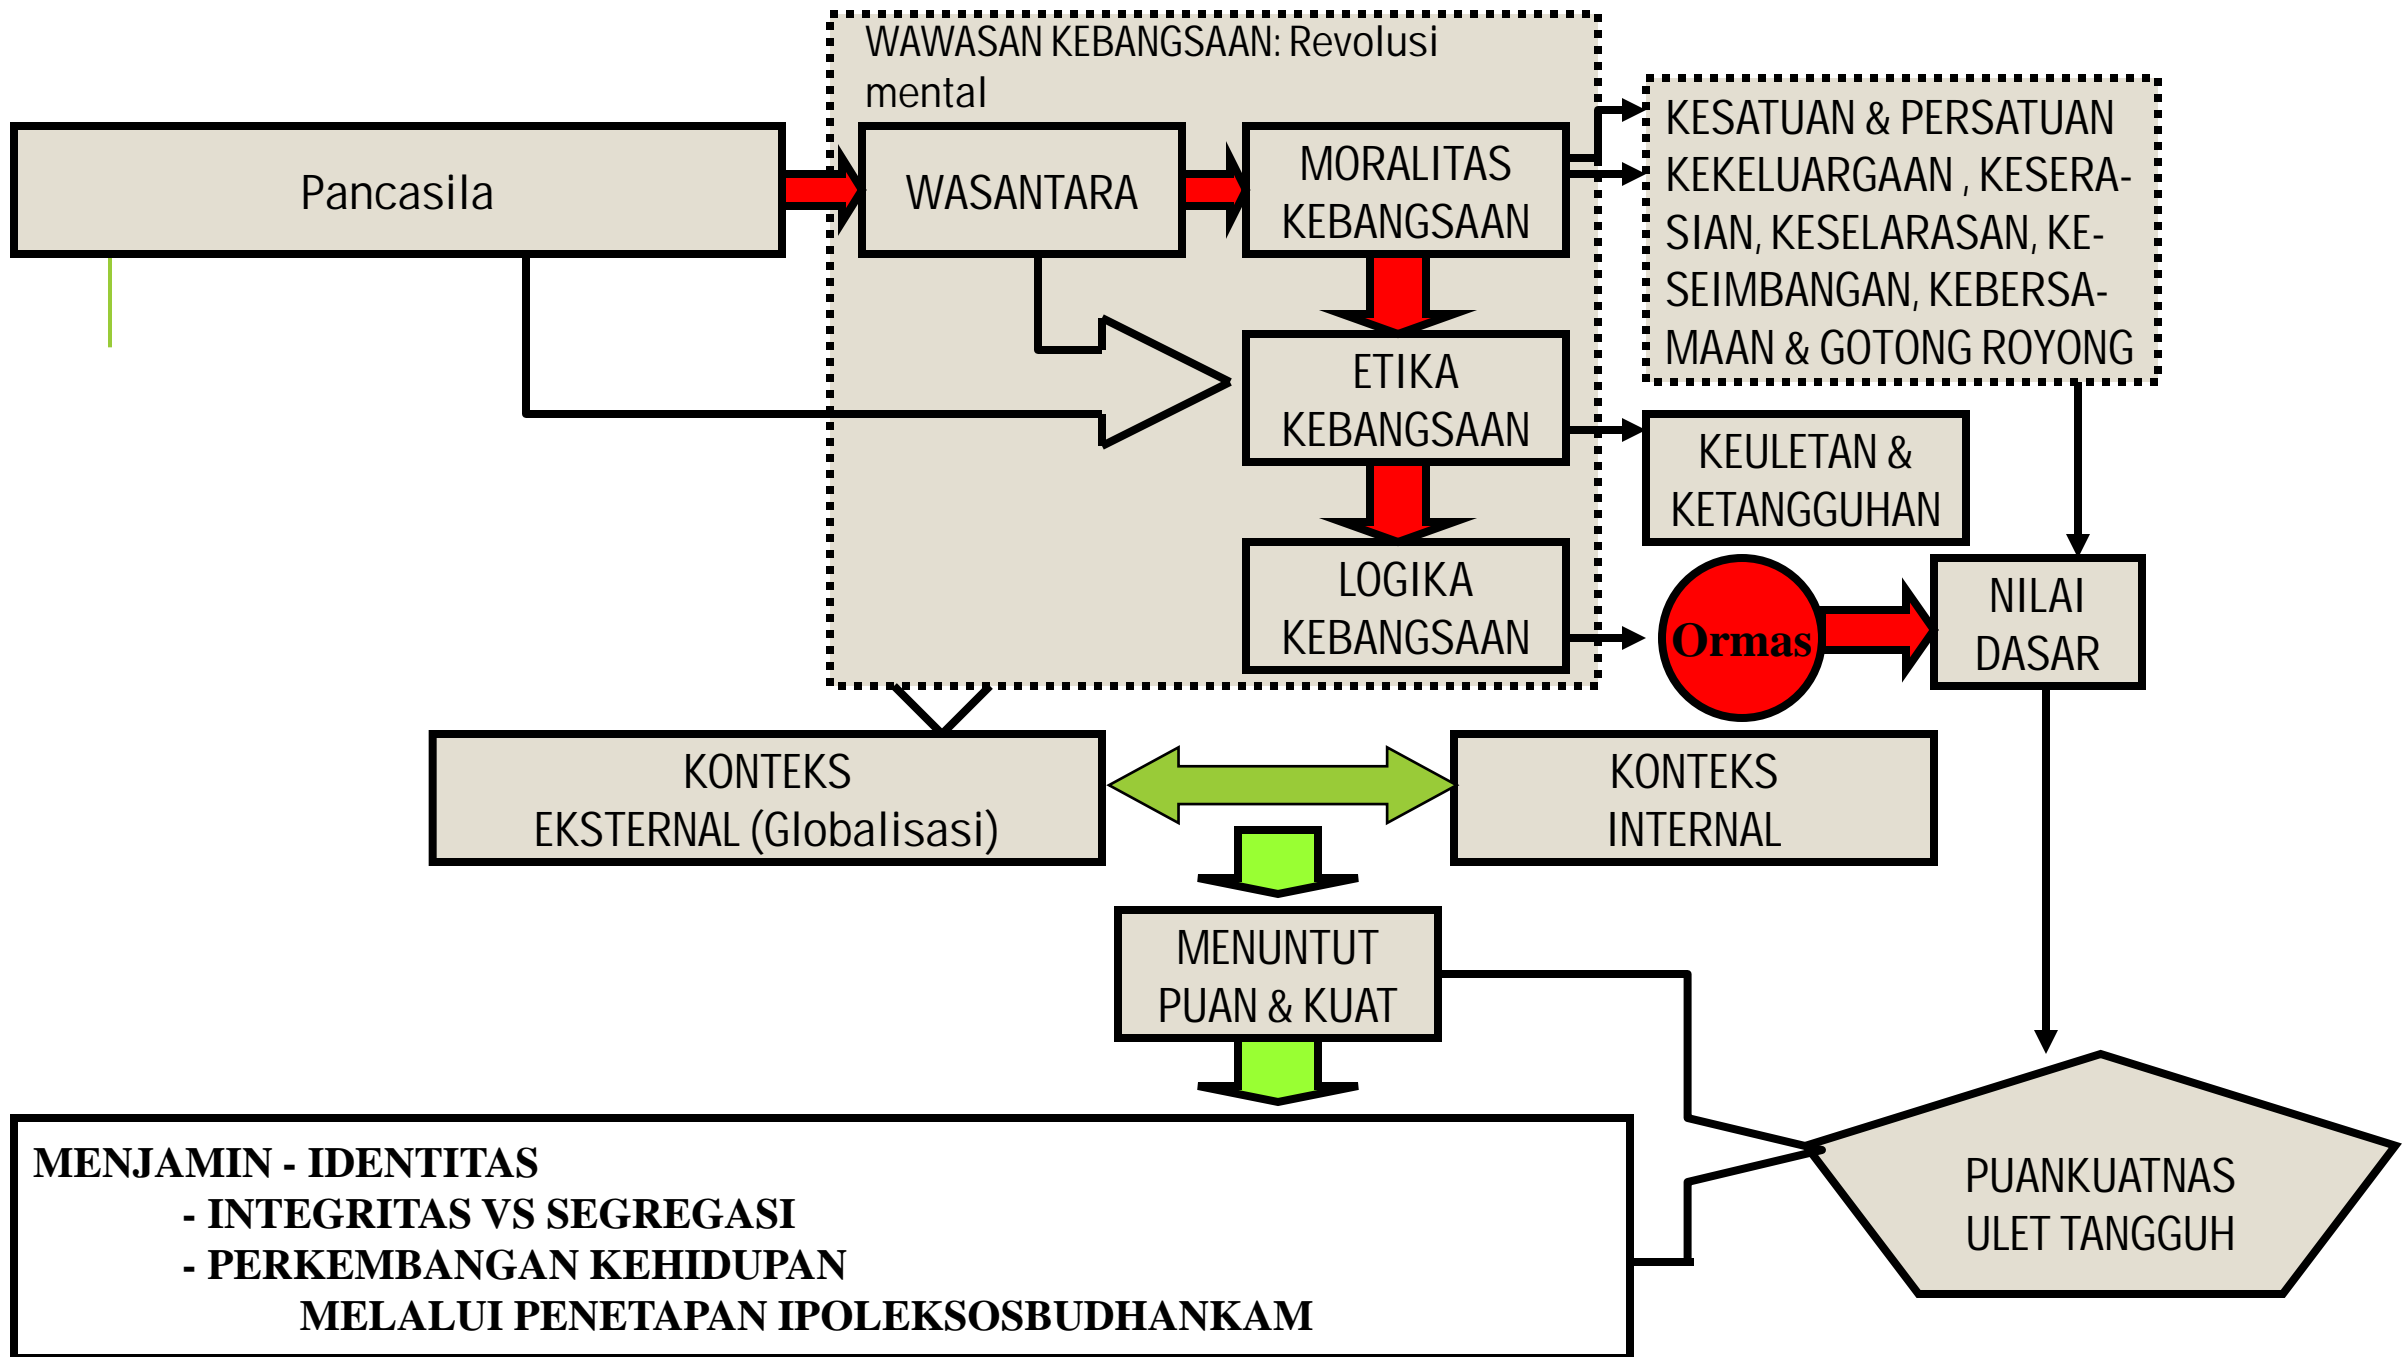 WAWASAN KEBANGSAAN: Revolusi
mental
Pancasila
WASANTARA
MORALITAS
KEBANGSAAN
KESATUAN & PERSATUAN
KEKELUARGAAN , KESERA-
SIAN, KESELARASAN, KE-
SEIMBANGAN, KEBERSA-
MAAN & GOTONG ROYONG
ETIKA
KEBANGSAAN
KEULETAN &
KETANGGUHAN
LOGIKA
KEBANGSAAN
Ormas
NILAI
DASAR
KONTEKS
EKSTERNAL (Globalisasi)
KONTEKS
INTERNAL
MENUNTUT
PUAN & KUAT
MENJAMIN - IDENTITAS
- INTEGRITAS VS SEGREGASI
- PERKEMBANGAN KEHIDUPAN
MELALUI PENETAPAN IPOLEKSOSBUDHANKAM
PUANKUATNAS
ULET TANGGUH